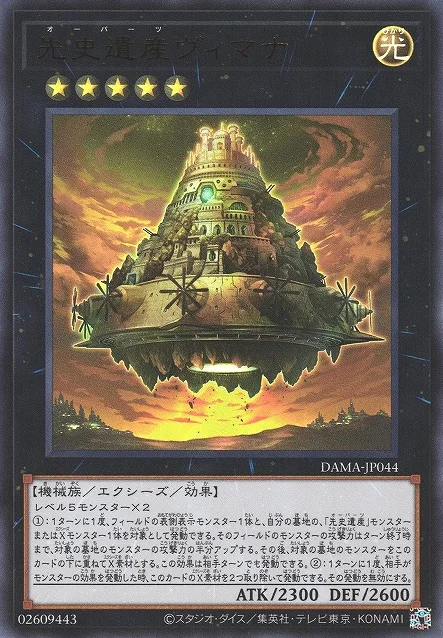 オーパーツ
光史遺産ヴィマナ
ひかり
光
DAMA-JP044
【機械族／エクシーズ／効果】
レベル５モンスター×２
①：1ターンに1度、フィールドの表側表示モンスター1体と、自分の墓地の、「先史遺産」モンスター
またはXモンスター1体を対象として発動できる。そのフィールドのモンスターの攻撃力はターン終了時
まで、対象の墓地のモンスターの攻撃力の半分アップする。その後、対象の墓地のモンスターをこの
カードの下に重ねてX素材とする。この効果は相手ターンでも発動できる。②：1ターンに1度、相手が
モンスターの効果を発動した時、このカードのX素材を2つ取り除いて発動できる。その発動を無効にする。
ATK/2300 DEF/2600
02609443
©スタジオ・ダイス／集英社・テレビ東京・KONAMI